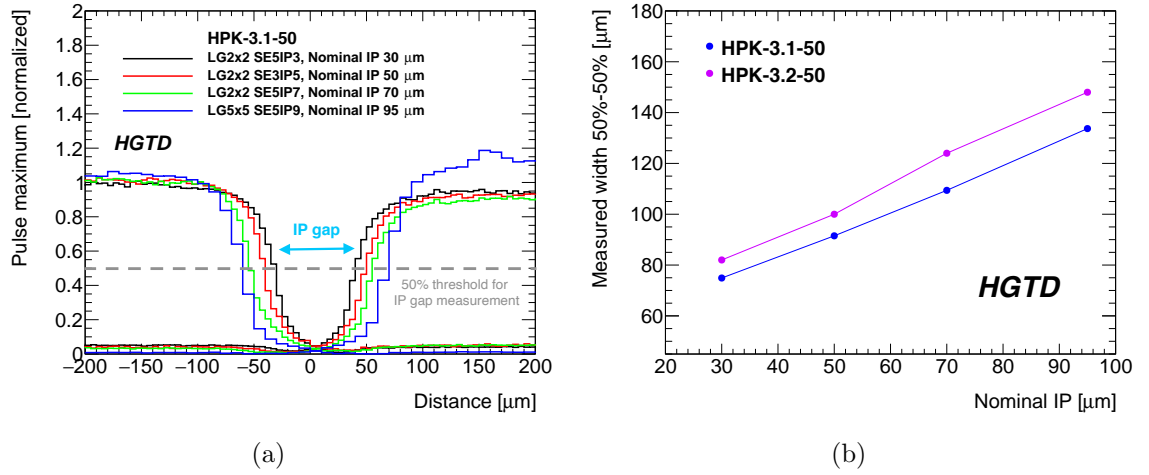 Pulse maximum [normalized]
2
1.8
1.6
1.4
1.2
1
0.8
0.6
0.4
0.2
0
HPK-3.1-50
LG2x2 SE5IP3, Nominal IP 30 μm
LG2x2 SE3IP5, Nominal IP 50 μm
LG2x2 SE5IP7, Nominal IP 70 μm
LG5x5 SE5IP9, Nominal IP 95 μm
HGTD
IP gap
50% threshold for
IP gap measurement
−200 −150 −100 −50 0 50 100 150 200
Distance [μm]
(a)
Measured width 50%-50% [μm]
180
160
140
120
100
80
60
HPK-3.1-50
HPK-3.2-50
HGTD
20 30 40 50 60 70 80 90 100
Nominal IP [μm]
(b)